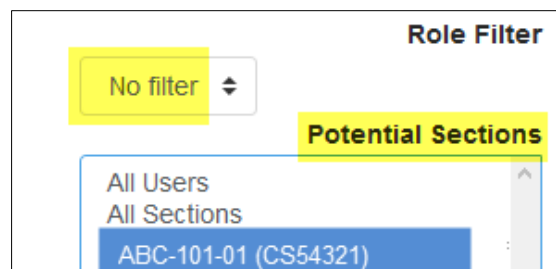 Role Filter
No filter
Potential Sections
All Users
All Sections
ABC-101-01 (CS54321)